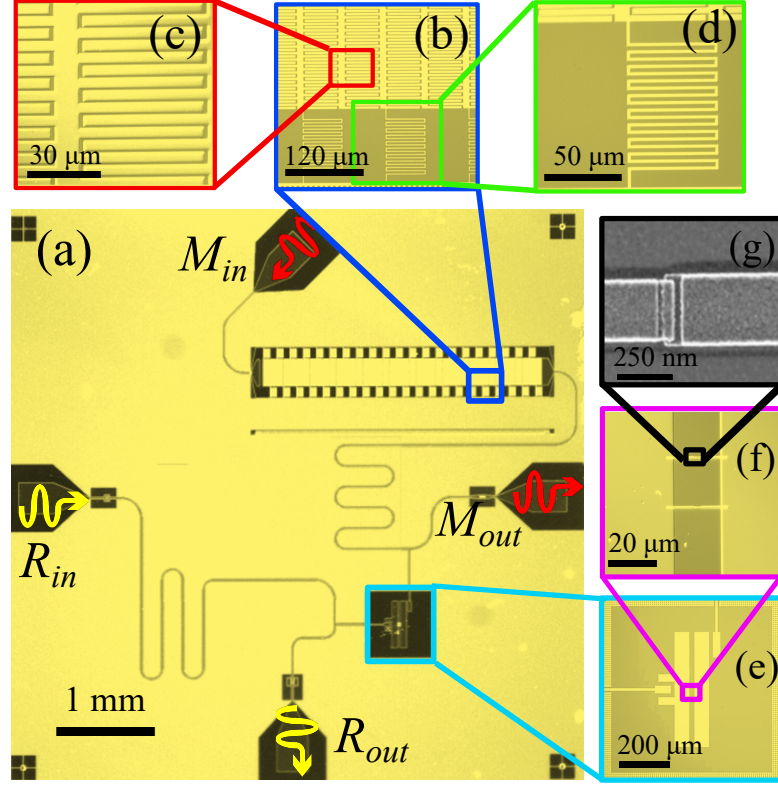 (c)
30 μm
(b)
120 μm
(d)
50 μm
(a)
M_in
R_in
M_out
R_out
1 mm
(g)
250 nm
(f)
20 μm
(e)
200 μm